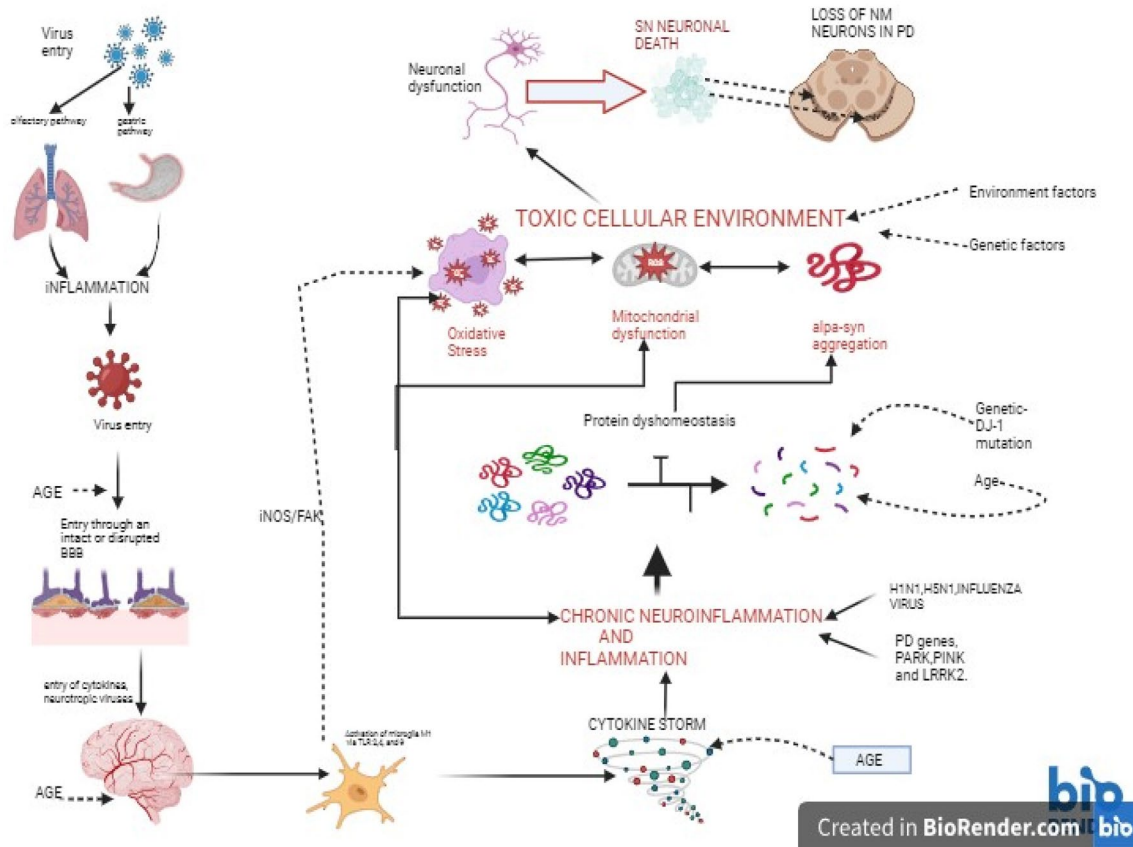 Virus
entry
olfactory pathway
gastric
pathway
iNFLAMMATION
Virus entry
AGE
Entry through an
intact or disrupted
BBB
entry of cytokines,
neurotropic viruses
AGE
iNOS/FAK
Activation of microglia M1
via TLR
and
CYTOKINE STORM
AGE
CHRONIC NEUROINFLAMMATION
AND
INFLAMMATION
H1N1,H5N1,INFLUENZA
VIRUS
PD genes,
PARK,PINK
and LRRK2.
Protein dyshomeostasis
Genetic-
DJ-1
mutation
Age
Oxidative
Stress
Mitochondrial
dysfunction
ROS
alpa-syn
aggregation
TOXIC CELLULAR ENVIRONMENT
Environment factors
Genetic factors
Neuronal
dysfunction
SN NEURONAL
DEATH
LOSS OF NM
NEURONS IN PD
Created in BioRender.com
bio
bio